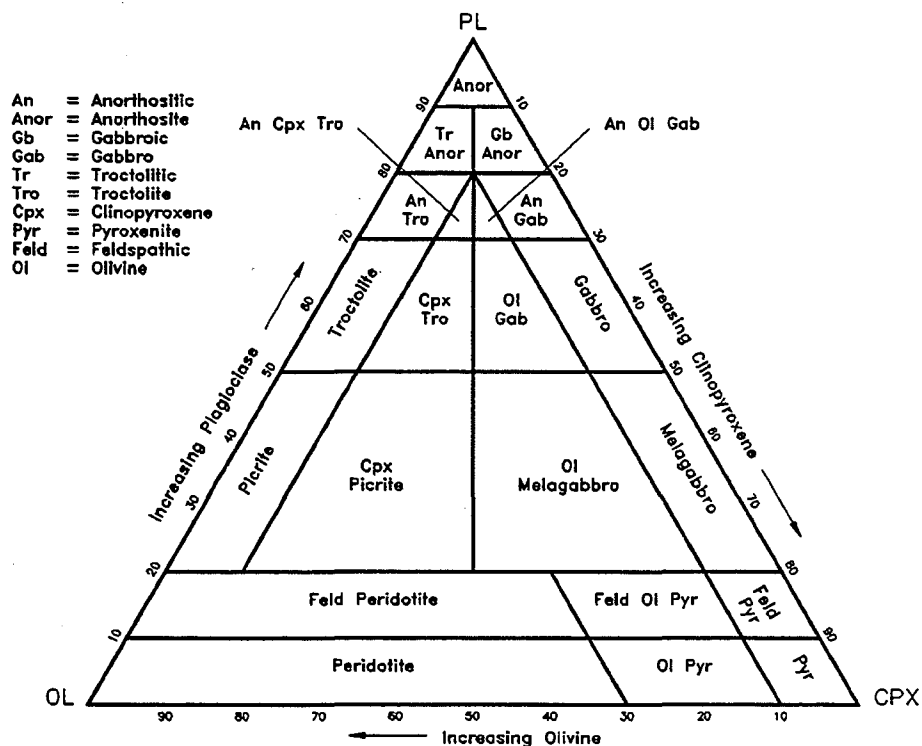 PL
An = Anorthositic
Anor = Anorthosite
Gb = Gabbroic
Gab = Gabbro
Tr = Troctolitic
Tro = Troctolite
Cpx = Clinopyroxene
Pyr = Pyroxenite
Feld = Feldspathic
Ol = Olivine
Anor
90
10
An Cpx Tro
An Ol Gab
Tr
Anor
Gb
Anor
80
20
An
Tro
An
Gab
70
30
Troctolite
Cpx
Tro
Ol
Gab
Gabbro
60
40
50
50
Increasing Plagioclase
Increasing Clinopyroxene
40
60
Picrite
Cpx
Picrite
Ol
Melagabbro
Melagabbro
30
70
20
80
Feld Peridotite
Feld Ol Pyr
Feld
Pyr
10
90
Peridotite
Ol Pyr
Pyr
OL
CPX
90 80 70 60 50 40 30 20 10
Increasing Olivine